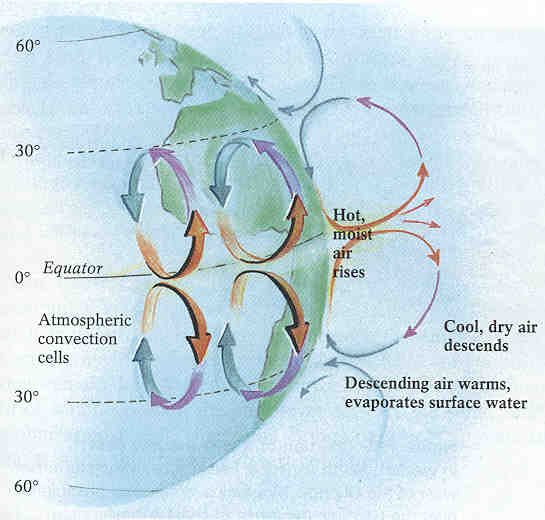 60°
30°
Hot,
moist
air
rises
0°
Equator
Atmospheric
convection
cells
Cool, dry air
descends
30°
Descending air warms,
evaporates surface water
60°